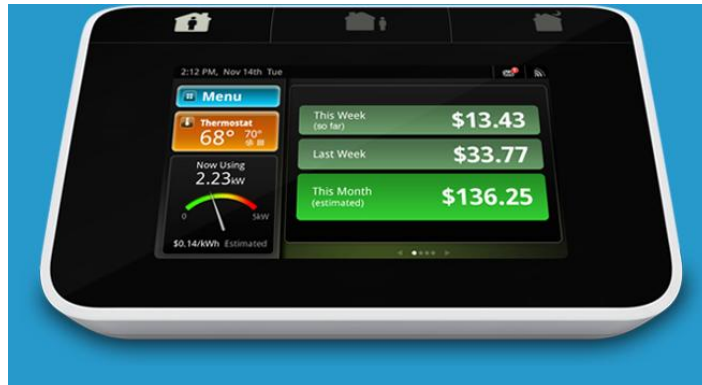 2:12 PM, Nov 14th Tue
Menu
Thermostat
68° 70°
Now Using
2.23kW
0 5kW
$0.14/kWh Estimated
This Week
(so far)
$13.43
Last Week
$33.77
This Month
(estimated)
$136.25